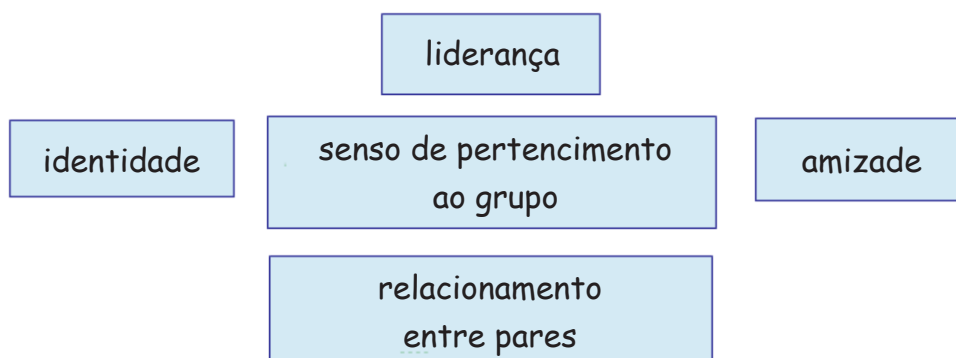 liderança
identidade
senso de pertencimento
ao grupo
amizade
relacionamento
entre pares